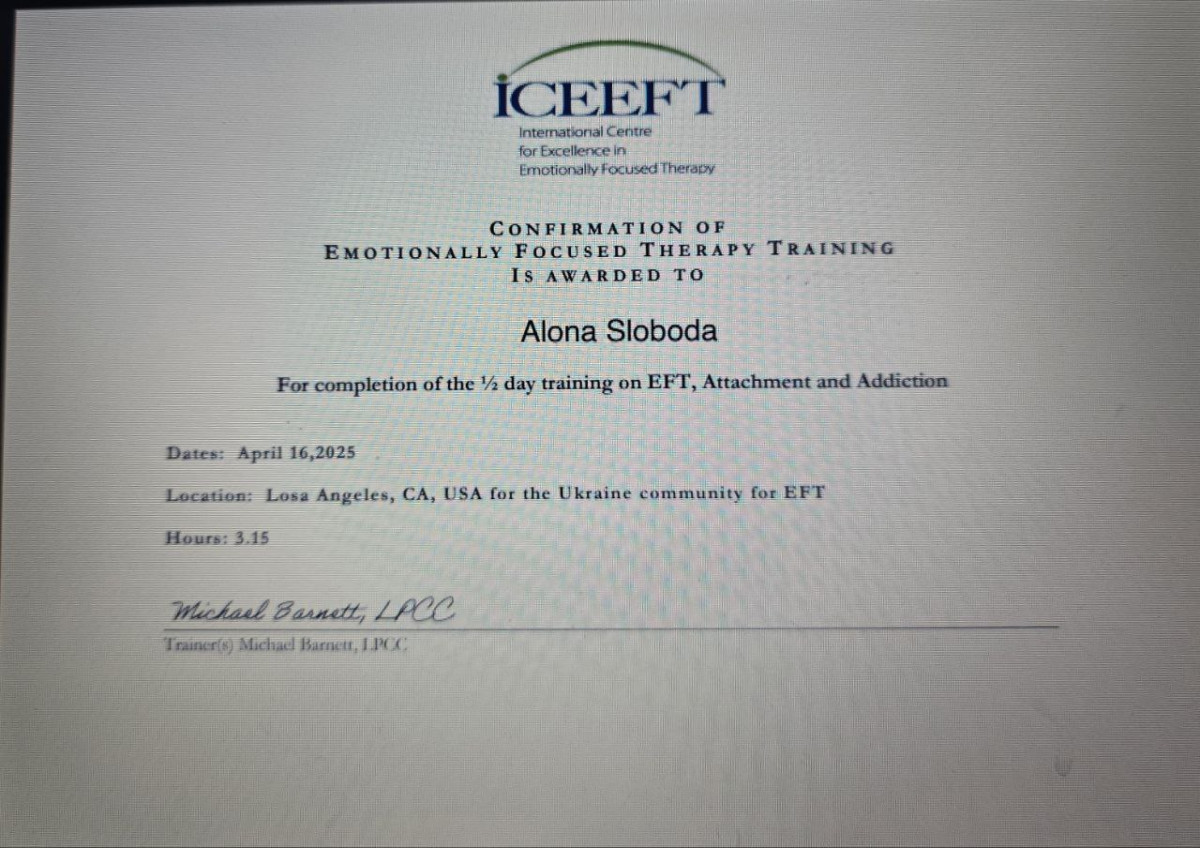 iCEEFT
International Centre
for Excellence in
Emotionally Focused Therapy
CONFIRMATION OF
EMOTIONALLY FOCUSED THERAPY TRAINING
IS AWARDED TO
Alona Sloboda
For completion of the ½ day training on EFT, Attachment and Addiction
Dates: April 16,2025
Location: Losa Angeles, CA, USA for the Ukraine community for EFT
Hours: 3.15
Michael Barnett, LPCC
Trainer(s) Michael Barnett, LPCC